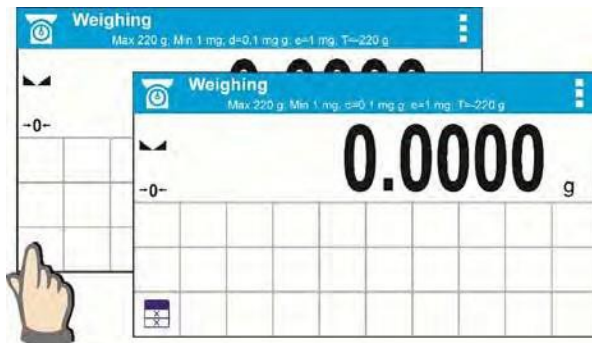 Weighing
Max 220 g; Min 1 mg; d=0.1 mg g; e=1 mg; T=-220 g
→0←
Weighing
Max 220 g; Min 1 mg; d=0.1 mg g; e=1 mg; T=-220 g
0.0000 g
→0←
x
x